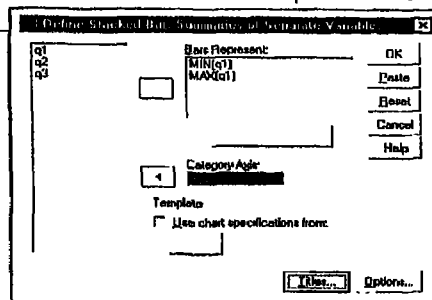 Define Stacked Bar: Summaries of Separate Variable
q1
q2
q3
Bars Represent:
MIN(q1)
MAX(q1)
OK
Paste
Reset
Cancel
Help
Category Axis:
Template
Use chart specifications from:
Titles...
Options...